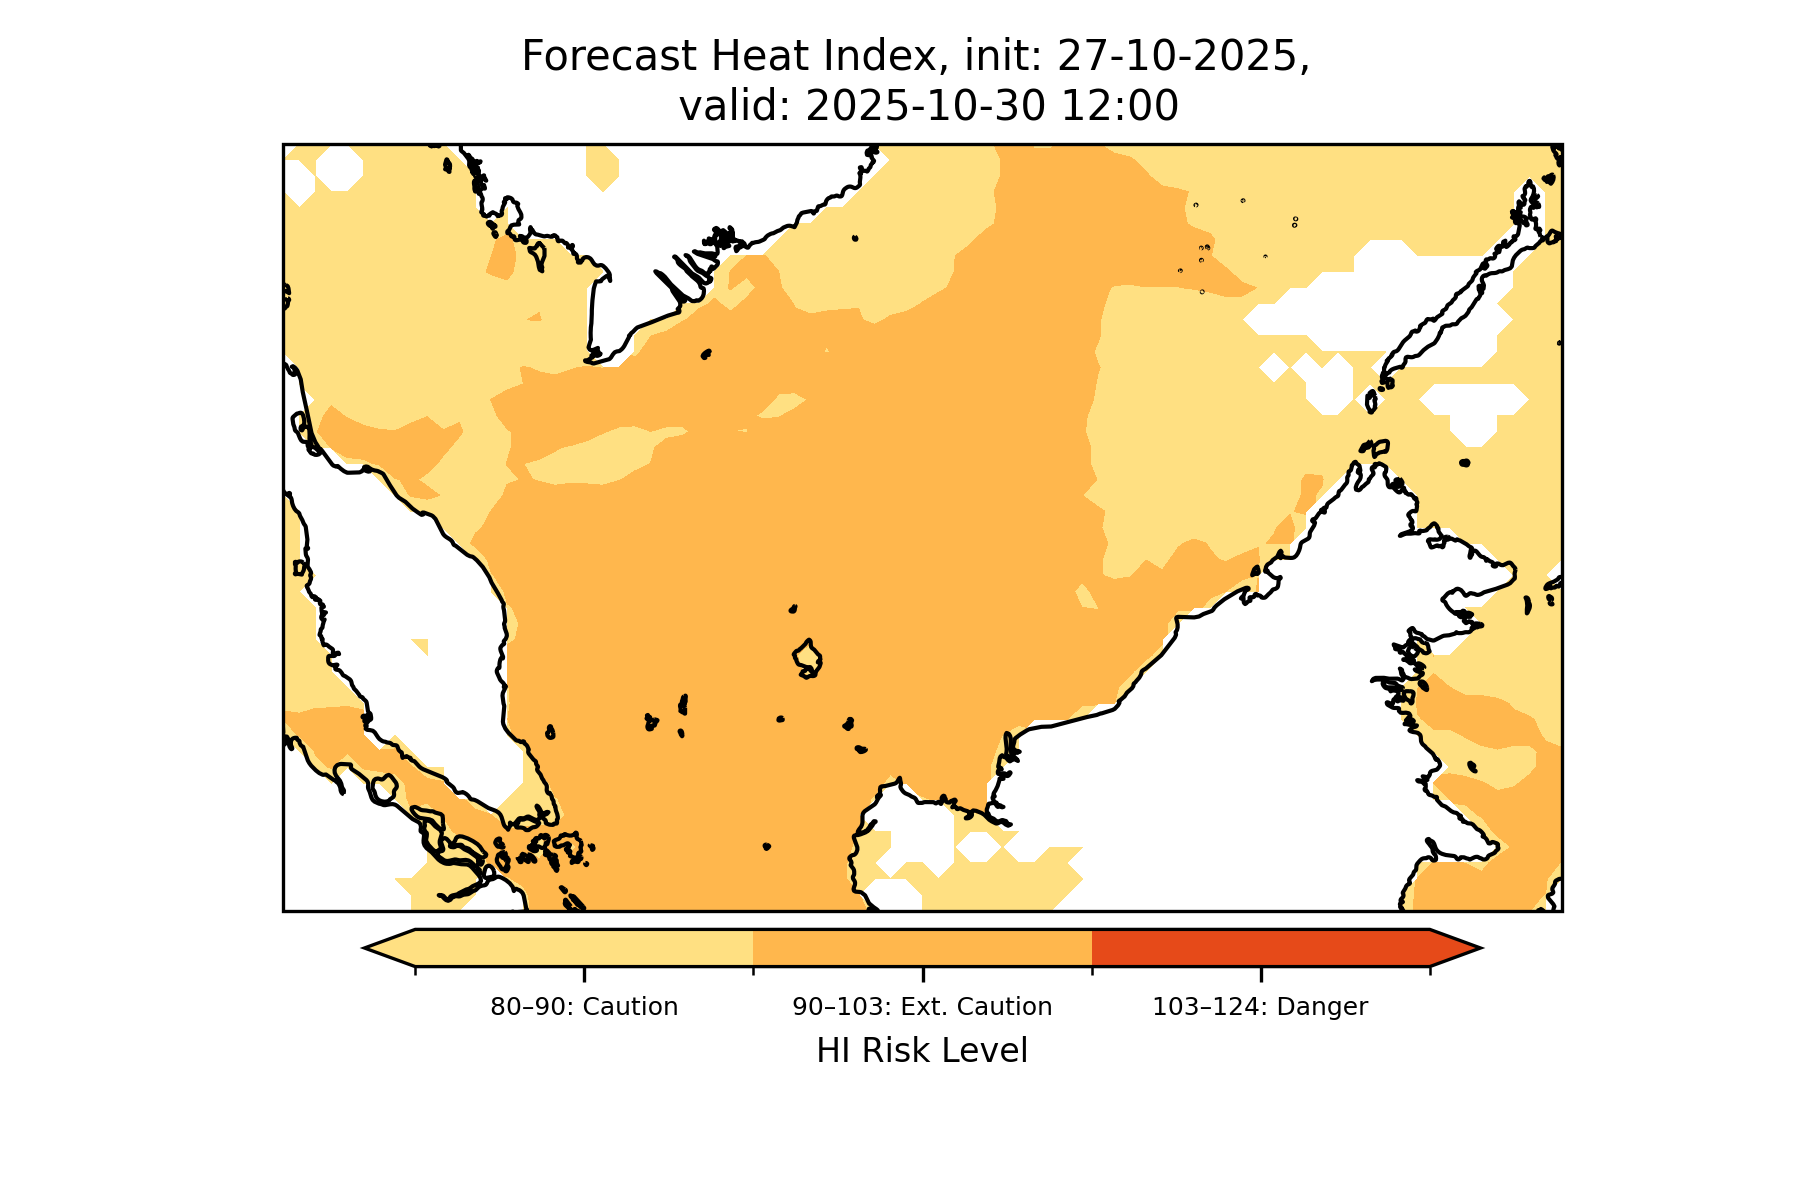 Forecast Heat Index, init: 27-10-2025,
valid: 2025-10-30 12:00
80–90: Caution
90–103: Ext. Caution
103–124: Danger
HI Risk Level